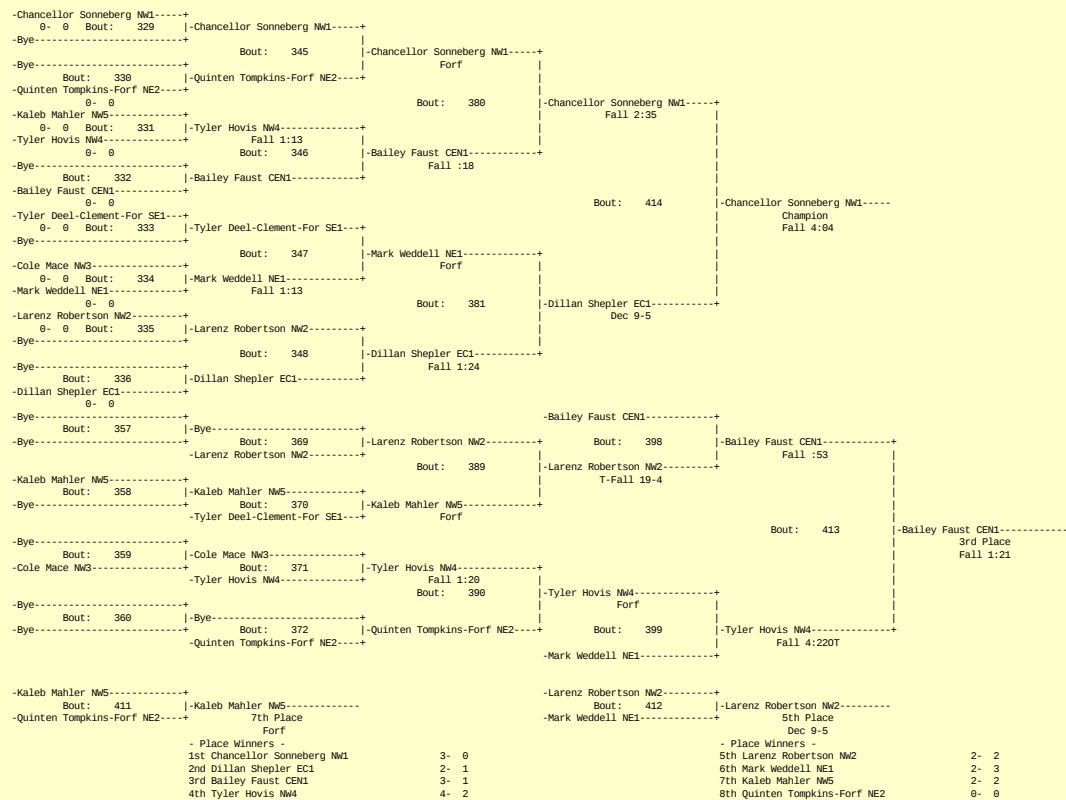 -Chancellor Sonneberg NW1-----+
0-  0   Bout:    329      |-Chancellor Sonneberg NW1-----+
-Bye--------------------------+                              |
Bout:    345      |-Chancellor Sonneberg NW1-----+
-Bye--------------------------+                              |             Forf             |
Bout:    330      |-Quinten Tompkins-Forf NE2----+                              |
-Quinten Tompkins-Forf NE2----+                                                             |
0-  0                                                    Bout:    380      |-Chancellor Sonneberg NW1-----+
-Kaleb Mahler NW5-------------+                                                             |           Fall 2:35          |
0-  0   Bout:    331      |-Tyler Hovis NW4--------------+                              |                              |
-Tyler Hovis NW4--------------+           Fall 1:13          |                              |                              |
0-  0                          Bout:    346      |-Bailey Faust CEN1------------+                              |
-Bye--------------------------+                              |           Fall :18                                          |
Bout:    332      |-Bailey Faust CEN1------------+                                                             |
-Bailey Faust CEN1------------+                                                                                            |
0-  0                                                                                   Bout:    414      |-Chancellor Sonneberg NW1-----
-Tyler Deel-Clement-For SE1---+                                                                                            |           Champion
0-  0   Bout:    333      |-Tyler Deel-Clement-For SE1---+                                                             |           Fall 4:04
-Bye--------------------------+                              |                                                             |
Bout:    347      |-Mark Weddell NE1-------------+                              |
-Cole Mace NW3----------------+                              |             Forf             |                              |
0-  0   Bout:    334      |-Mark Weddell NE1-------------+                              |                              |
-Mark Weddell NE1-------------+           Fall 1:13                                         |                              |
0-  0                                                    Bout:    381      |-Dillan Shepler EC1-----------+
-Larenz Robertson NW2---------+                                                             |            Dec 9-5
0-  0   Bout:    335      |-Larenz Robertson NW2---------+                              |
-Bye--------------------------+                              |                              |
Bout:    348      |-Dillan Shepler EC1-----------+
-Bye--------------------------+                              |           Fall 1:24
Bout:    336      |-Dillan Shepler EC1-----------+
-Dillan Shepler EC1-----------+
0-  0
-Bye--------------------------+                                                             -Bailey Faust CEN1------------+
Bout:    357      |-Bye--------------------------+                                                             |
-Bye--------------------------+         Bout:    369      |-Larenz Robertson NW2---------+         Bout:    398      |-Bailey Faust CEN1------------+
-Larenz Robertson NW2---------+                              |                              |           Fall :53           |
Bout:    389      |-Larenz Robertson NW2---------+                              |
-Kaleb Mahler NW5-------------+                                                             |          T-Fall 19-4                                        |
Bout:    358      |-Kaleb Mahler NW5-------------+                              |                                                             |
-Bye--------------------------+         Bout:    370      |-Kaleb Mahler NW5-------------+                                                             |
-Tyler Deel-Clement-For SE1---+             Forf                                                                           |
Bout:    413      |-Bailey Faust CEN1------------
-Bye--------------------------+                                                                                                                           |           3rd Place
Bout:    359      |-Cole Mace NW3----------------+                                                                                            |           Fall 1:21
-Cole Mace NW3----------------+         Bout:    371      |-Tyler Hovis NW4--------------+                                                             |
-Tyler Hovis NW4--------------+           Fall 1:20          |                                                             |
Bout:    390      |-Tyler Hovis NW4--------------+                              |
-Bye--------------------------+                                                             |             Forf             |                              |
Bout:    360      |-Bye--------------------------+                              |                              |                              |
-Bye--------------------------+         Bout:    372      |-Quinten Tompkins-Forf NE2----+         Bout:    399      |-Tyler Hovis NW4--------------+
-Quinten Tompkins-Forf NE2----+                                                             |          Fall 4:22OT
-Mark Weddell NE1-------------+
-Kaleb Mahler NW5-------------+                                                             -Larenz Robertson NW2---------+
Bout:    411      |-Kaleb Mahler NW5-------------                                         Bout:    412      |-Larenz Robertson NW2---------
-Quinten Tompkins-Forf NE2----+           7th Place                                          -Mark Weddell NE1-------------+           5th Place
Forf                                                                                           Dec 9-5
- Place Winners -                                                                          - Place Winners -
1st Chancellor Sonneberg NW1               3-  0                                      5th Larenz Robertson NW2                   2-  2
2nd Dillan Shepler EC1                     2-  1                                      6th Mark Weddell NE1                       2-  3
3rd Bailey Faust CEN1                      3-  1                                      7th Kaleb Mahler NW5                       2-  2
4th Tyler Hovis NW4                        4-  2                                      8th Quinten Tompkins-Forf NE2              0-  0